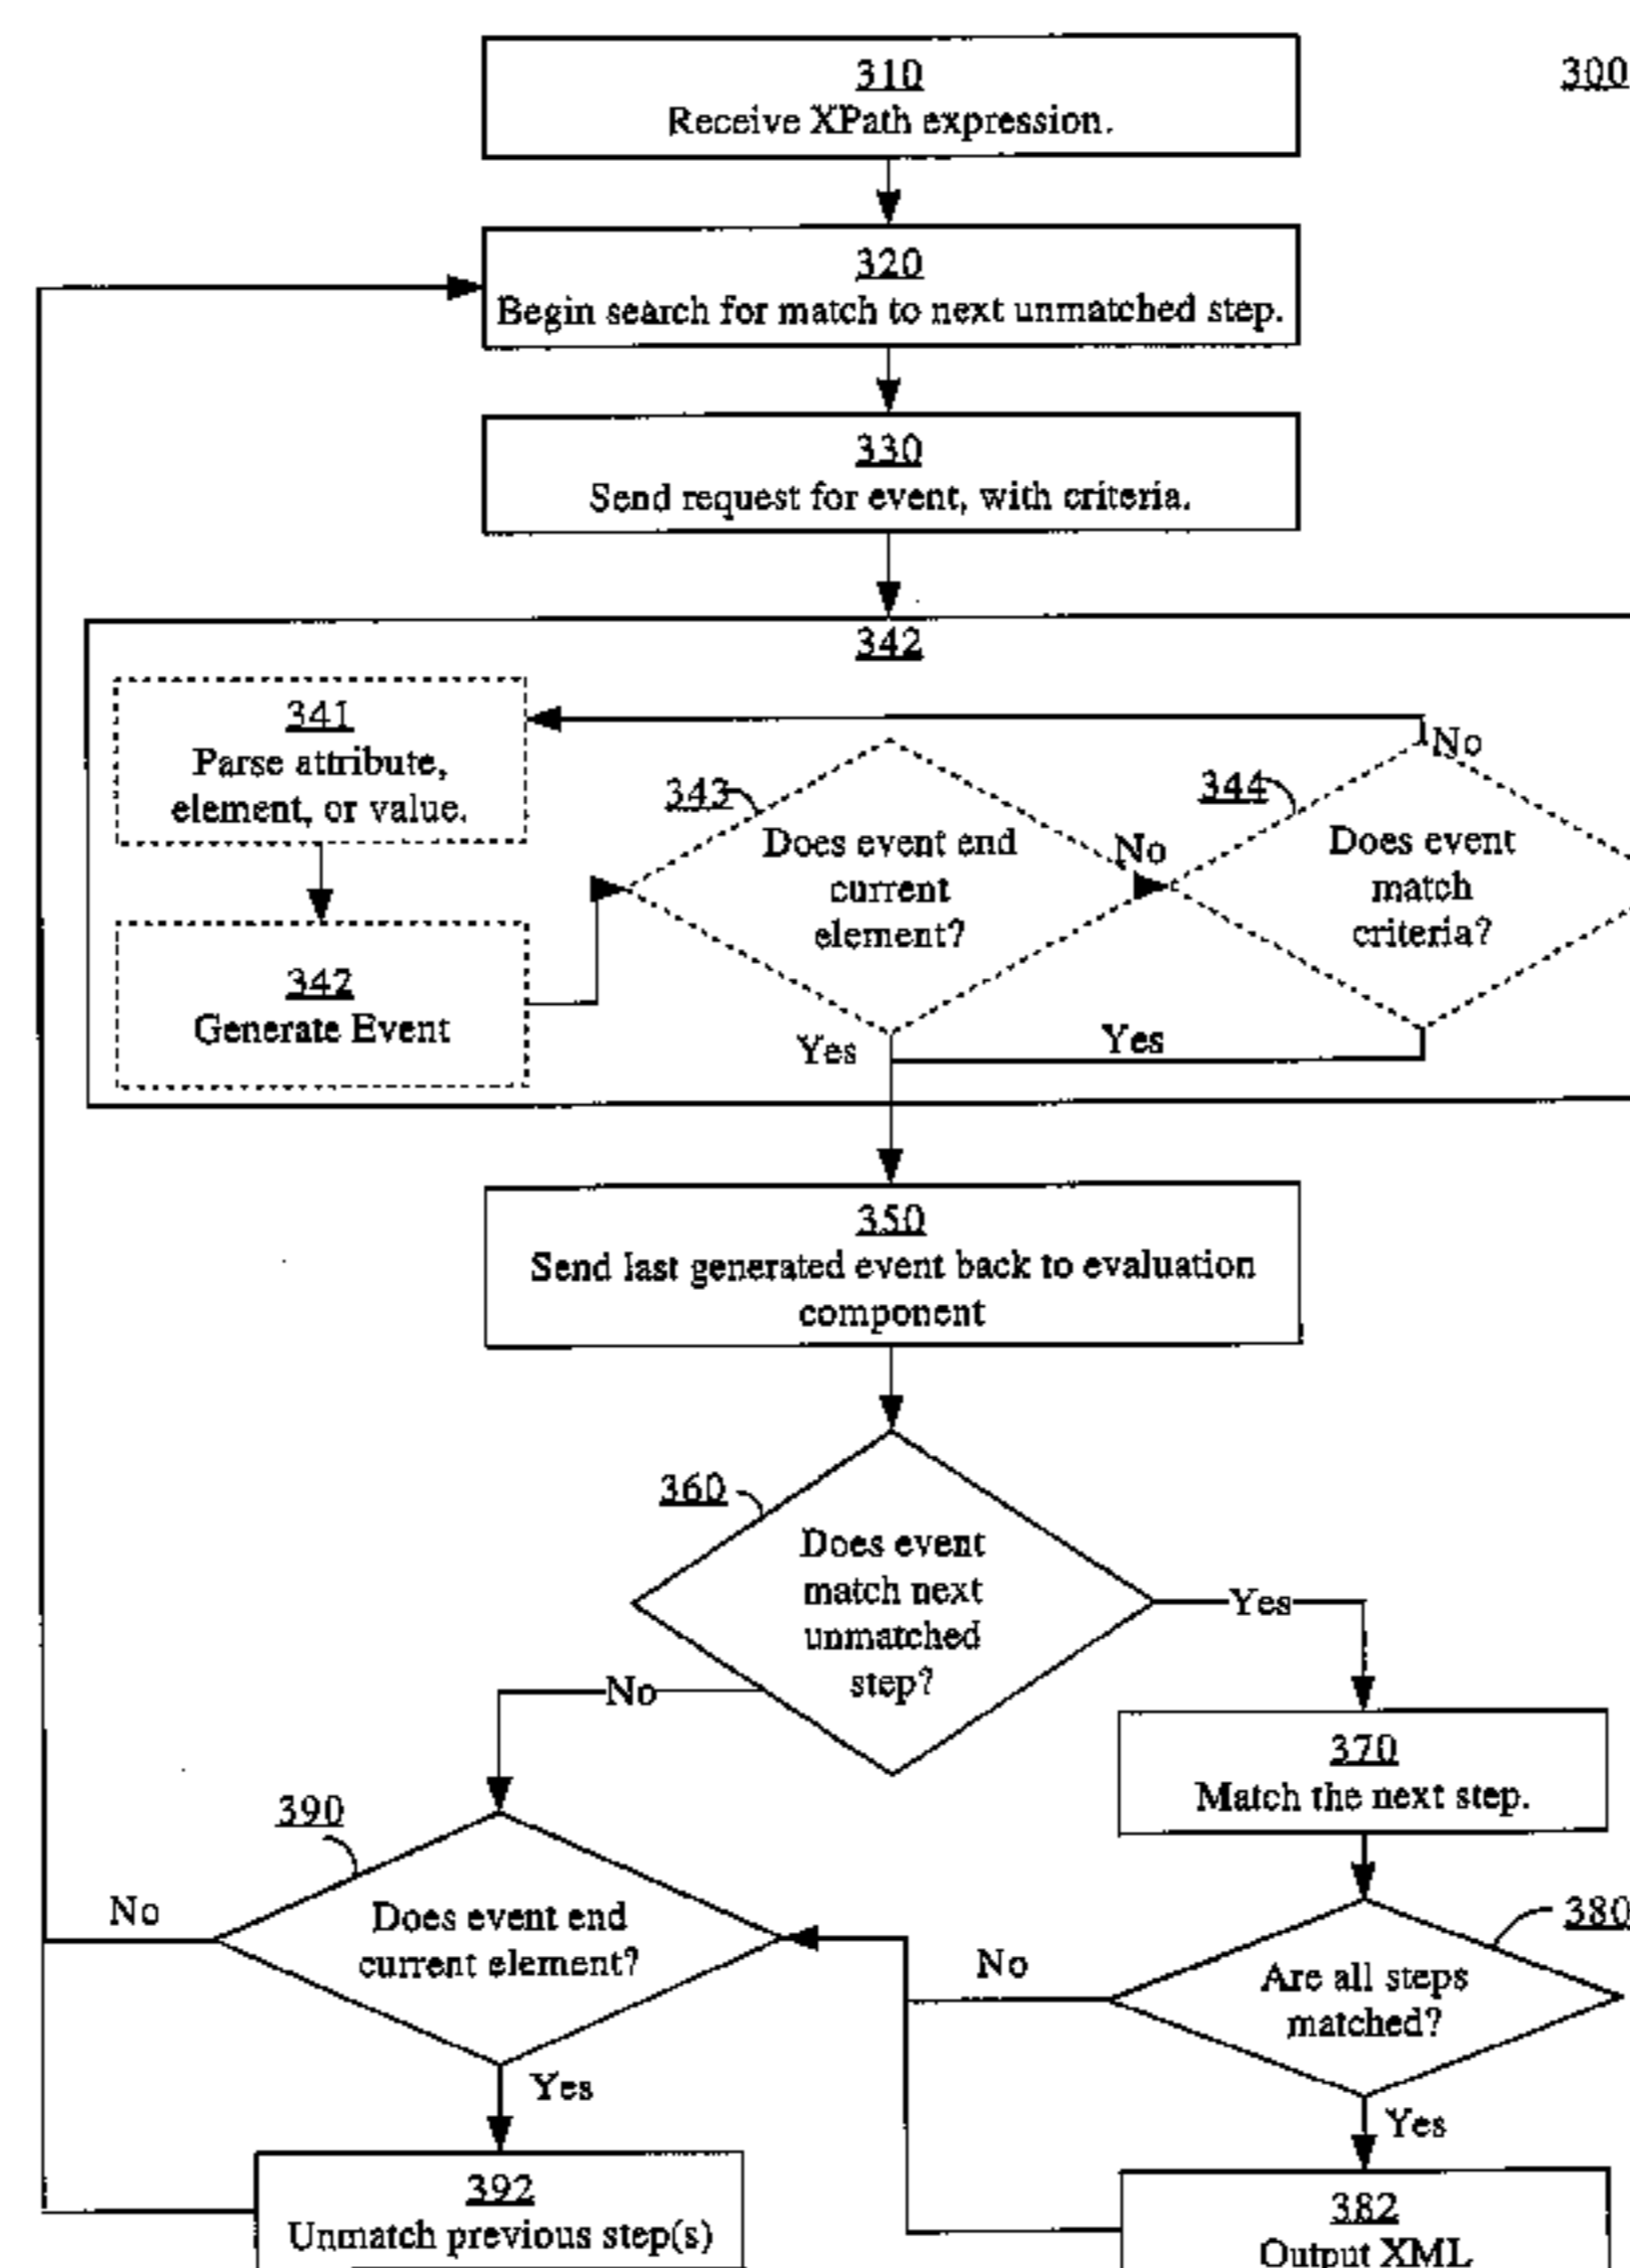 310
Receive XPath expression.
300
320
Begin search for match to next unmatched step.
330
Send request for event, with criteria.
342
341
Parse attribute,
element, or value.
342
Generate Event
343
Does event end
current
element?
No
Yes
344
Does event
match
criteria?
No
Yes
350
Send last generated event back to evaluation
component
360
Does event
match next
unmatched
step?
Yes
No
370
Match the next step.
380
Are all steps
matched?
No
Yes
390
Does event end
current element?
No
Yes
392
Unmatch previous step(s)
382
Output XML